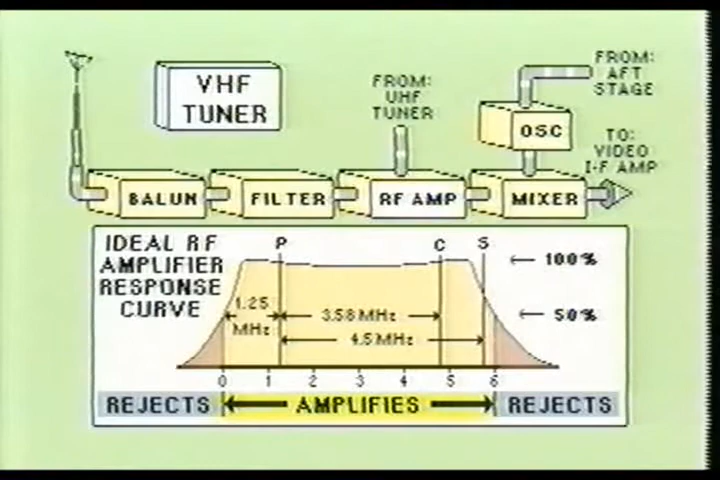 VHF
TUNER
FROM:
UHF
TUNER
FROM:
AFT
STAGE
OSC
TO:
VIDEO
I-F AMP
BALUN
FILTER
RF AMP
MIXER
IDEAL RF
AMPLIFIER
RESPONSE
CURVE
P
C
S
← 100%
← 50%
1.25
MHz
3.58 MHz
4.5 MHz
0 1 2 3 4 5 6
REJECTS
AMPLIFIES
REJECTS